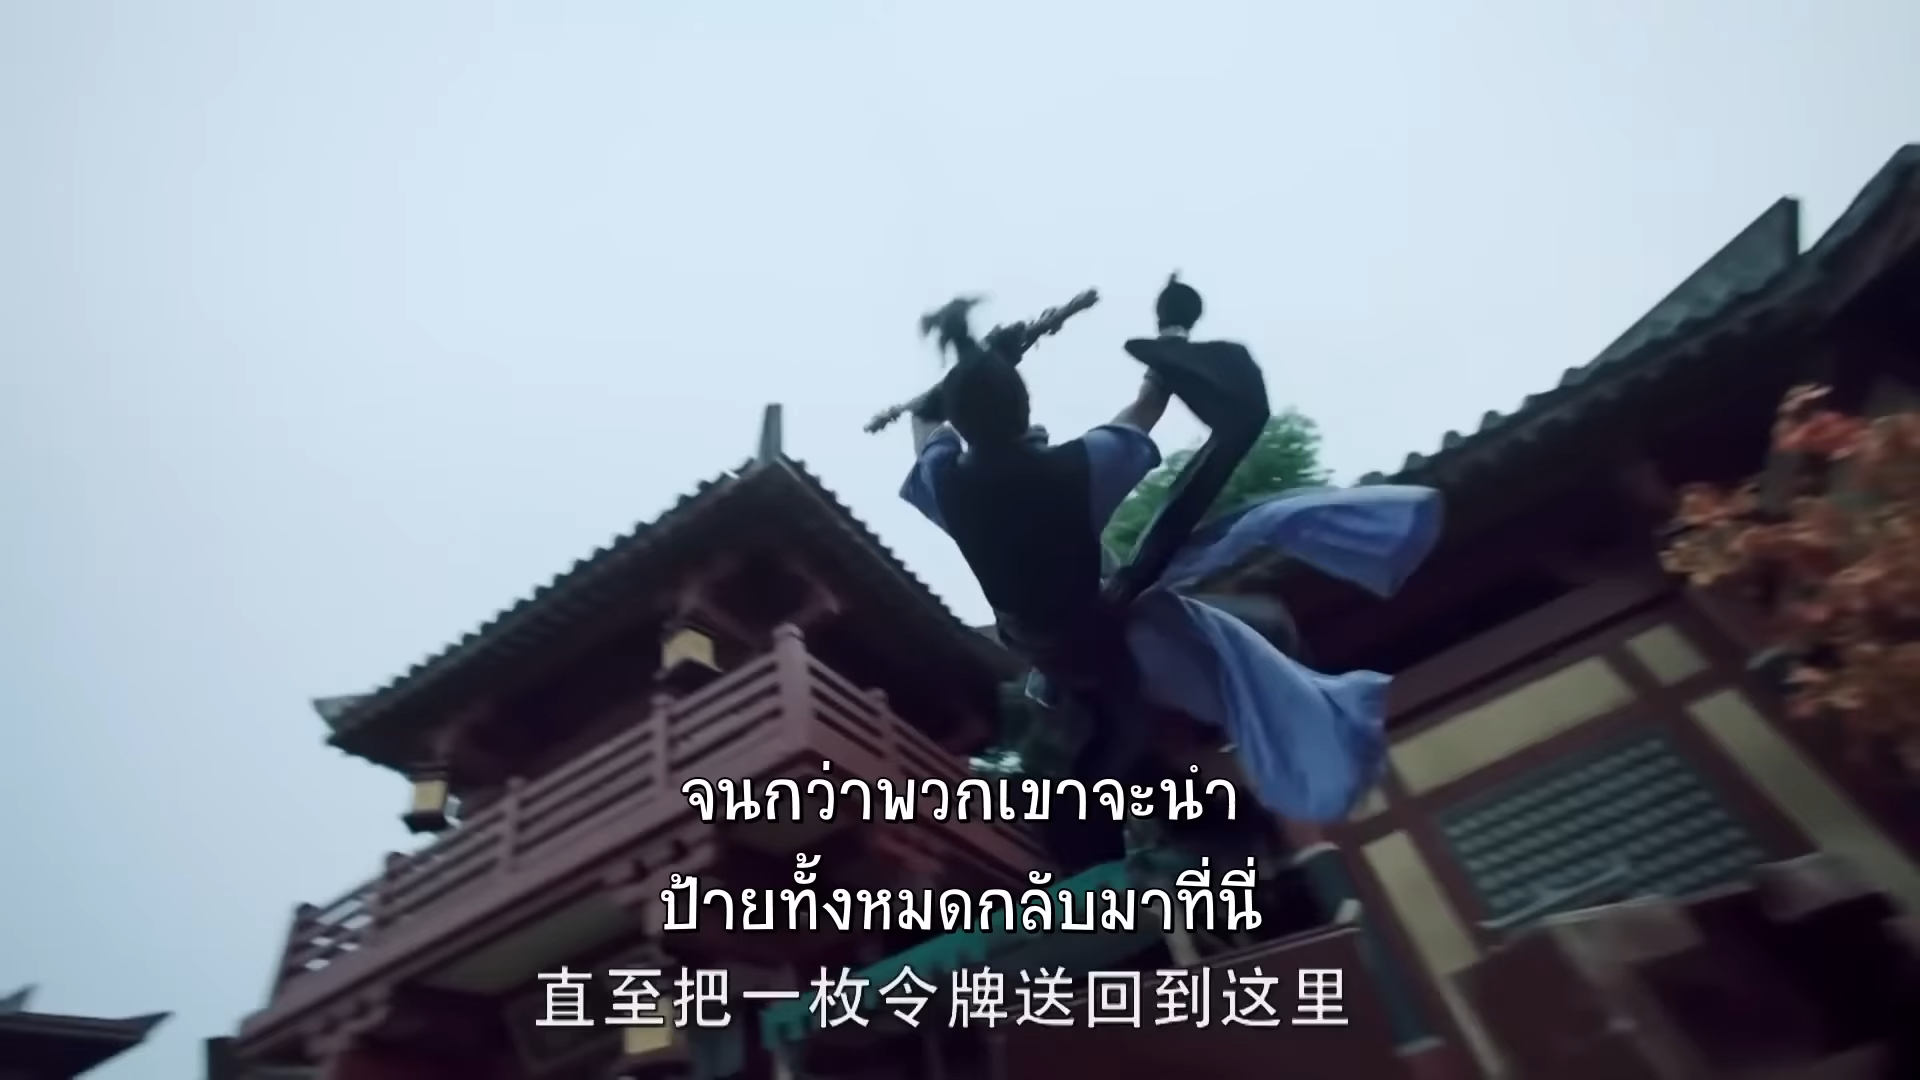 จนกว่าพวกเขาจะนำ
ป้ายทั้งหมดกลับมาที่นี่
直至把一枚令牌送回到这里